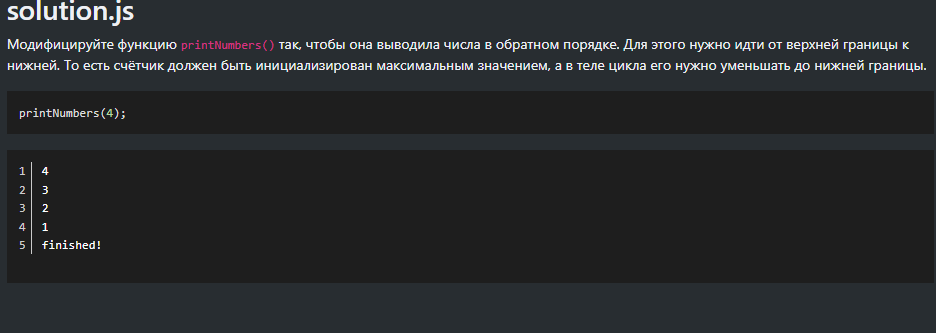 solution.js
Модифицируйте функцию printNumbers() так, чтобы она выводила числа в обратном порядке. Для этого нужно идти от верхней границы к
нижней. То есть счётчик должен быть инициализирован максимальным значением, а в теле цикла его нужно уменьшать до нижней границы.
printNumbers(4);
1 4
2 3
3 2
4 1
5 finished!